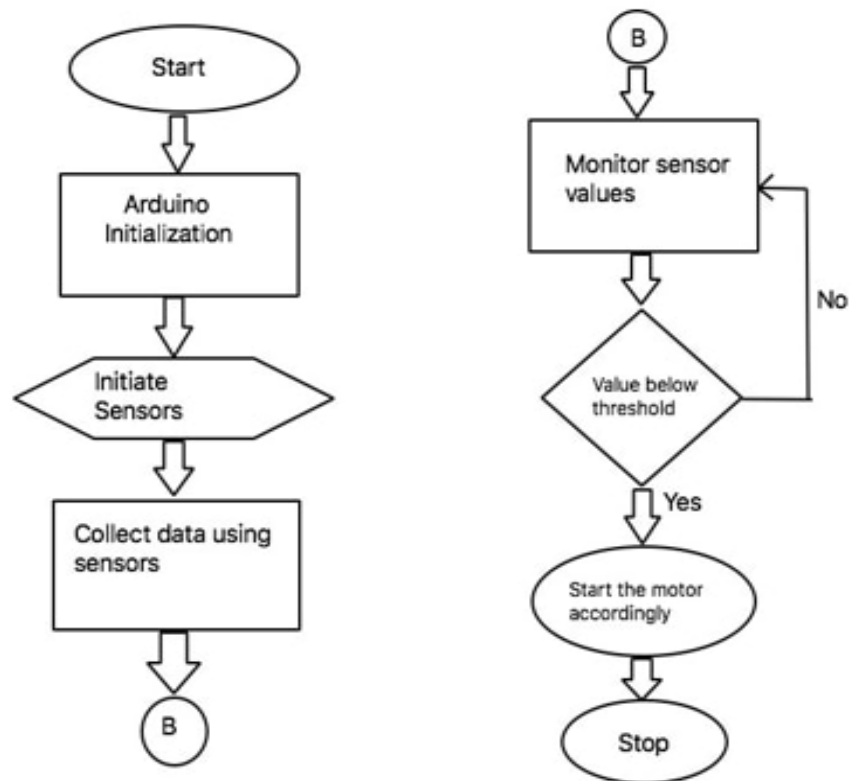 Start
Arduino
Initialization
Initiate
Sensors
Collect data using
sensors
B
B
Monitor sensor
values
No
Value below
threshold
Yes
Start the motor
accordingly
Stop